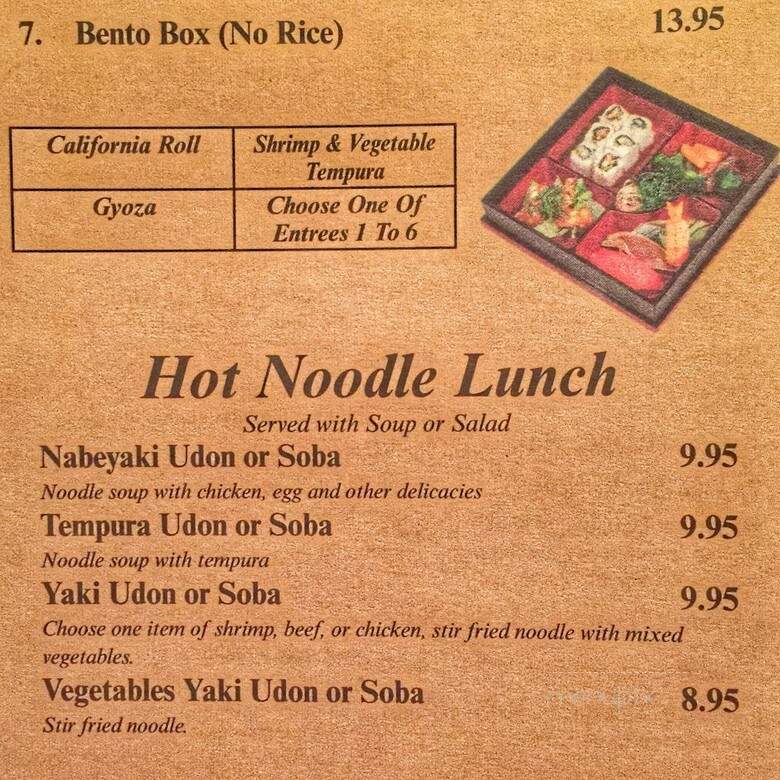 7. Bento Box (No Rice) 13.95
California Roll Shrimp & Vegetable
Tempura
Gyoza Choose One Of
Entrees 1 To 6
Hot Noodle Lunch
Served with Soup or Salad
Nabeyaki Udon or Soba 9.95
Noodle soup with chicken, egg and other delicacies
Tempura Udon or Soba 9.95
Noodle soup with tempura
Yaki Udon or Soba 9.95
Choose one item of shrimp, beef, or chicken, stir fried noodle with mixed
vegetables.
Vegetables Yaki Udon or Soba 8.95
Stir fried noodle.